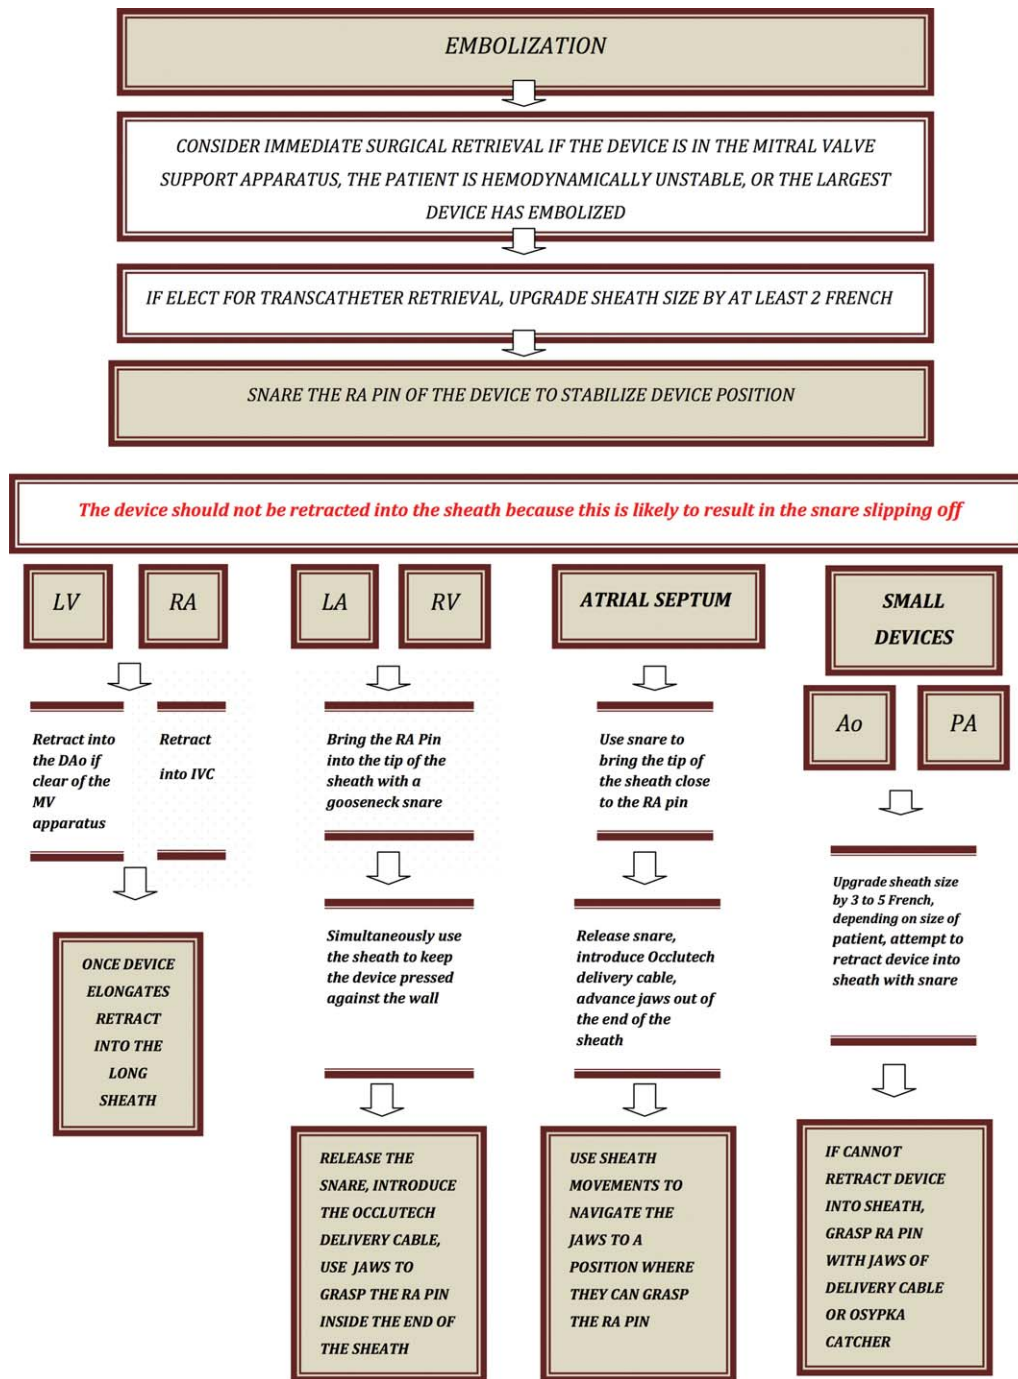 EMBOLIZATION
CONSIDER IMMEDIATE SURGICAL RETRIEVAL IF THE DEVICE IS IN THE MITRAL VALVE
SUPPORT APPARATUS, THE PATIENT IS HEMODYNAMICALLY UNSTABLE, OR THE LARGEST
DEVICE HAS EMBOLIZED
IF ELECT FOR TRANSCATHETER RETRIEVAL, UPGRADE SHEATH SIZE BY AT LEAST 2 FRENCH
SNARE THE RA PIN OF THE DEVICE TO STABILIZE DEVICE POSITION
The device should not be retracted into the sheath because this is likely to result in the snare slipping off
LV
RA
Retract into
the DAo if
clear of the
MV
apparatus
Retract
into IVC
ONCE DEVICE
ELONGATES
RETRACT
INTO THE
LONG
SHEATH
LA
RV
Bring the RA Pin
into the tip of the
sheath with a
gooseneck snare
Simultaneously use
the sheath to keep
the device pressed
against the wall
RELEASE THE
SNARE, INTRODUCE
THE OCCLUTECH
DELIVERY CABLE,
USE JAWS TO
GRASP THE RA PIN
INSIDE THE END OF
THE SHEATH
ATRIAL SEPTUM
Use snare to
bring the tip of
the sheath close
to the RA pin
Release snare,
introduce Occlutech
delivery cable,
advance jaws out of
the end of the
sheath
USE SHEATH
MOVEMENTS TO
NAVIGATE THE
JAWS TO A
POSITION WHERE
THEY CAN GRASP
THE RA PIN
SMALL
DEVICES
Ao
PA
Upgrade sheath size
by 3 to 5 French,
depending on size of
patient, attempt to
retract device into
sheath with snare
IF CANNOT
RETRACT DEVICE
INTO SHEATH,
GRASP RA PIN
WITH JAWS OF
DELIVERY CABLE
OR OSYPKA
CATCHER